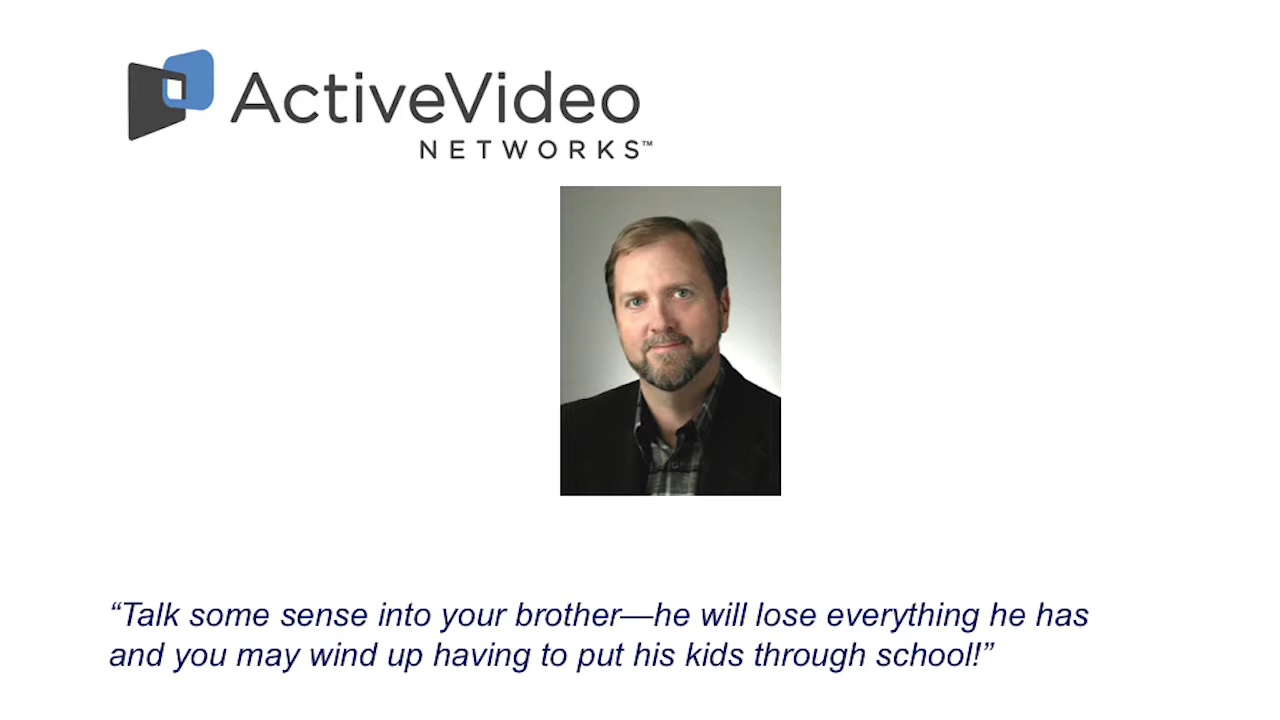 ActiveVideo
NETWORKS™
“Talk some sense into your brother—he will lose everything he has
and you may wind up having to put his kids through school!”